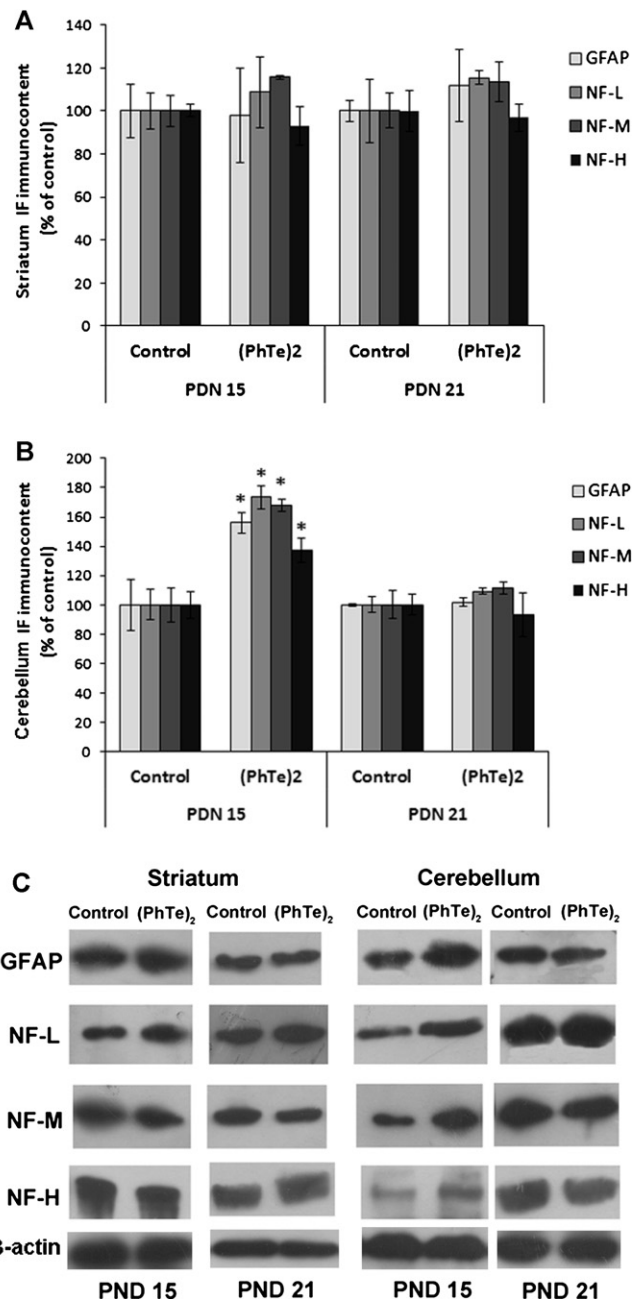 A
Striatum IF immunocontent
(% of control)
140
120
100
80
60
40
20
0
Control
(PhTe)2
Control
(PhTe)2
PDN 15
PDN 21
GFAP
NF-L
NF-M
NF-H
B
Cerebellum IF immunocontent
(% of control)
200
180
160
140
120
100
80
60
40
20
0
*
*
*
*
Control
(PhTe)2
Control
(PhTe)2
PDN 15
PDN 21
GFAP
NF-L
NF-M
NF-H
C
Striatum
Cerebellum
Control (PhTe)₂ Control (PhTe)₂ Control (PhTe)₂ Control (PhTe)₂
GFAP
NF-L
NF-M
NF-H
-actin
PND 15 PND 21 PND 15 PND 21